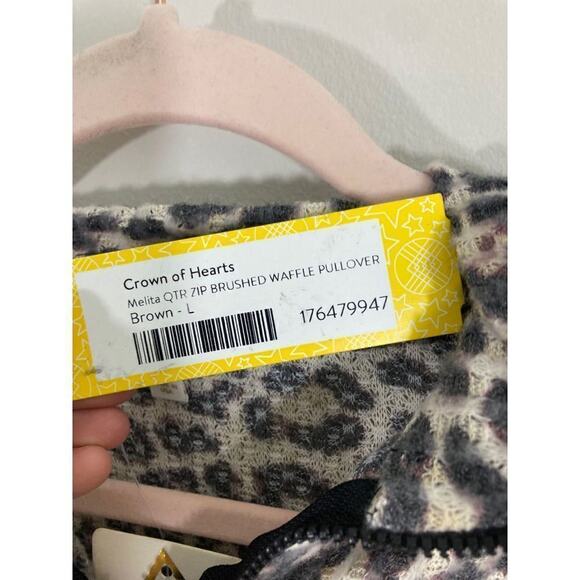 Crown of Hearts
Melita QTR ZIP BRUSHED WAFFLE PULLOVER
Brown - L
176479947